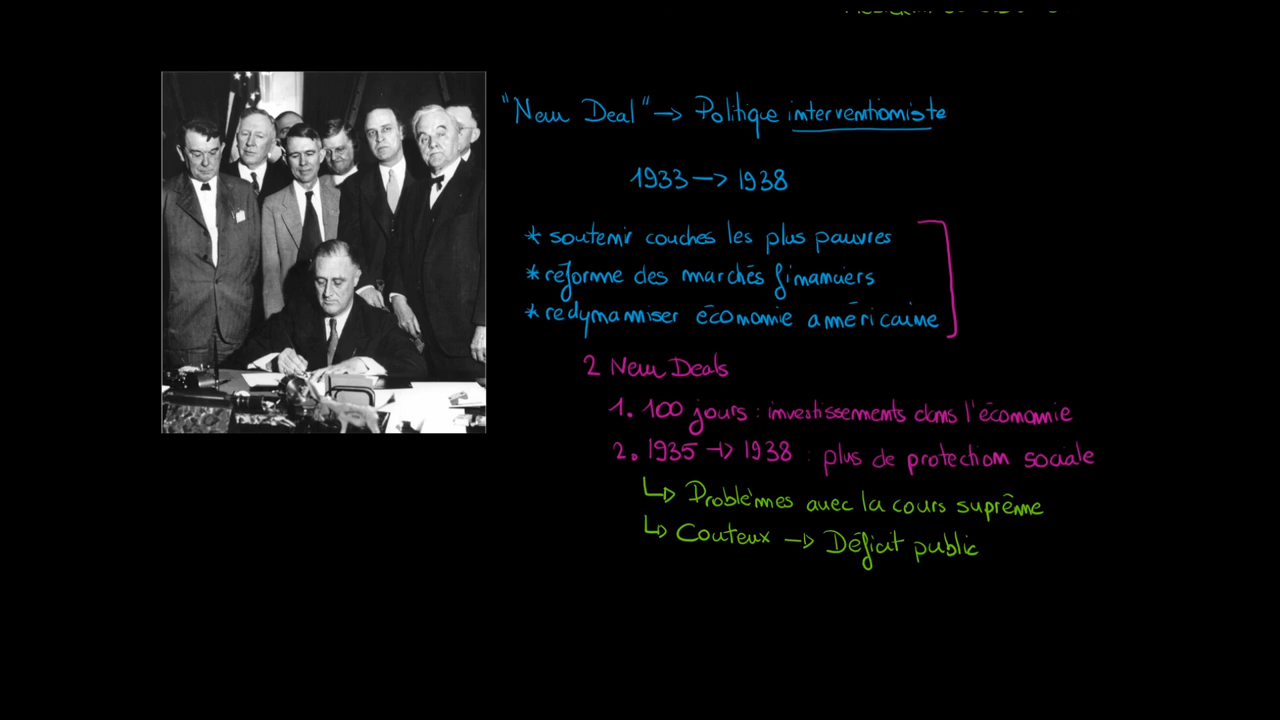 "New Deal" → Politique interventionniste
1933 → 1938
* soutenir couches les plus pauvres
* réforme des marchés financiers
* redynamiser économie américaine
2 New Deals
1. 100 jours : investissements dans l'économie
2. 1935 → 1938 : plus de protection sociale
↳ Problèmes avec la cours suprême
↳ Couteux → Déficit public